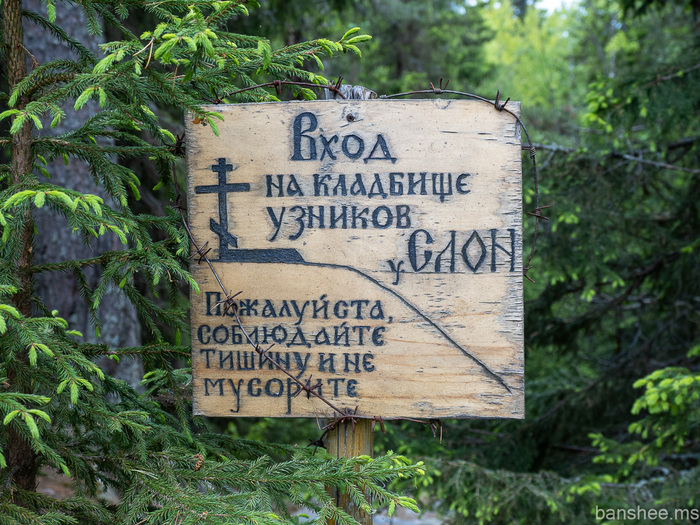 Вход
на кладбище
узников
у СЛОН
Пожалуйста,
соблюдайте
тишину и не
мусорите
banshee.ms